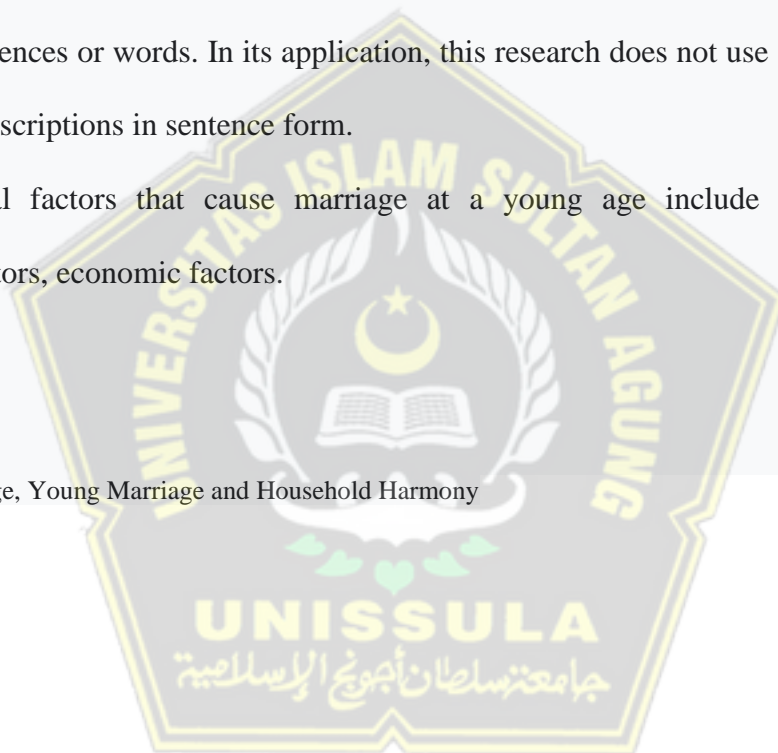 ences or words. In its application, this research does not use
scriptions in sentence form.
l factors that cause marriage at a young age include
tors, economic factors.
ge, Young Marriage and Household Harmony
UNIVERSITAS ISLAM SULTAN AGUNG
UNISSULA
جامعة سلطان أجونج الإسلامية